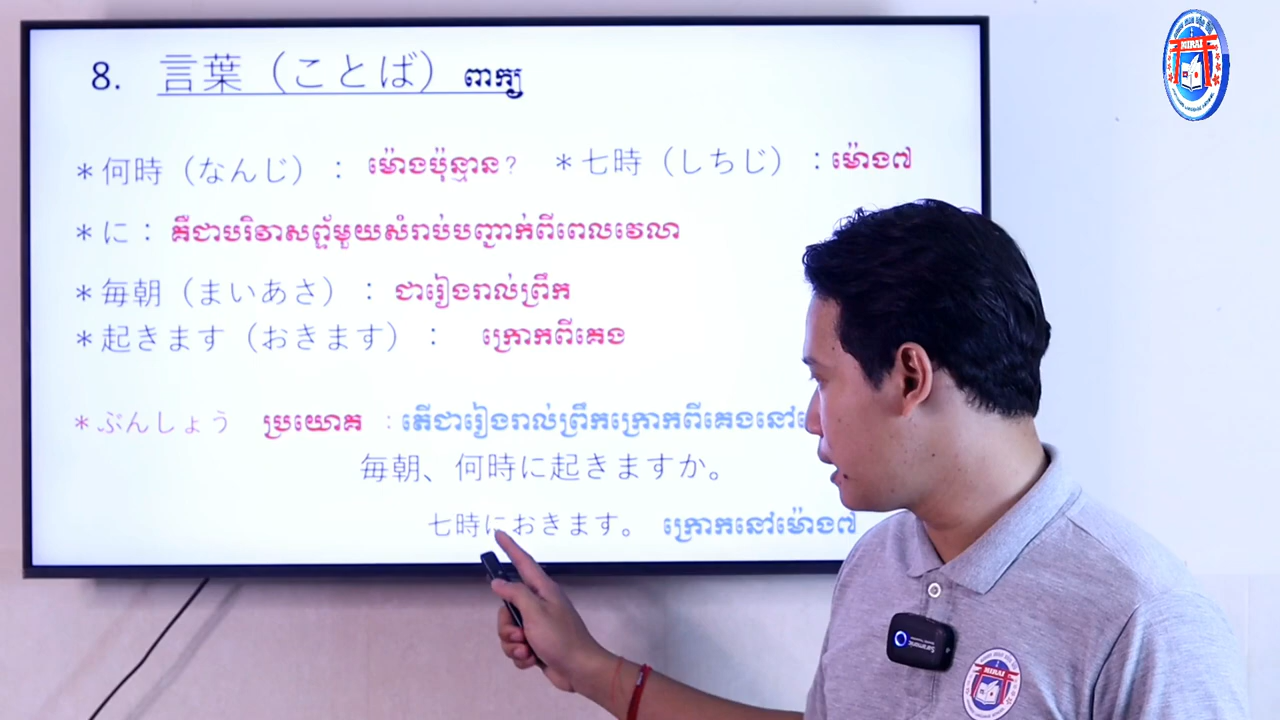 8. 言葉（ことば）ពាក្យ
＊何時（なんじ）： ម៉ោងប៉ុន្មាន? ＊七時（しちじ）：ម៉ោង៧
＊に： គឺជាបរិវាសព្ទ័មួយសំរាប់បញ្ជាក់ពីពេលវេលា
＊毎朝（まいあさ）： ជារៀងរាល់ព្រឹក
＊起きます（おきます）： ក្រោកពីគេង
＊ぶんしょう ប្រយោគ : តើជារៀងរាល់ព្រឹកក្រោកពីគេងនៅ
毎朝、何時に起きますか。
七時におきます。 ក្រោកនៅម៉ោង៧
NIRAI
Saramonic
NIRAI